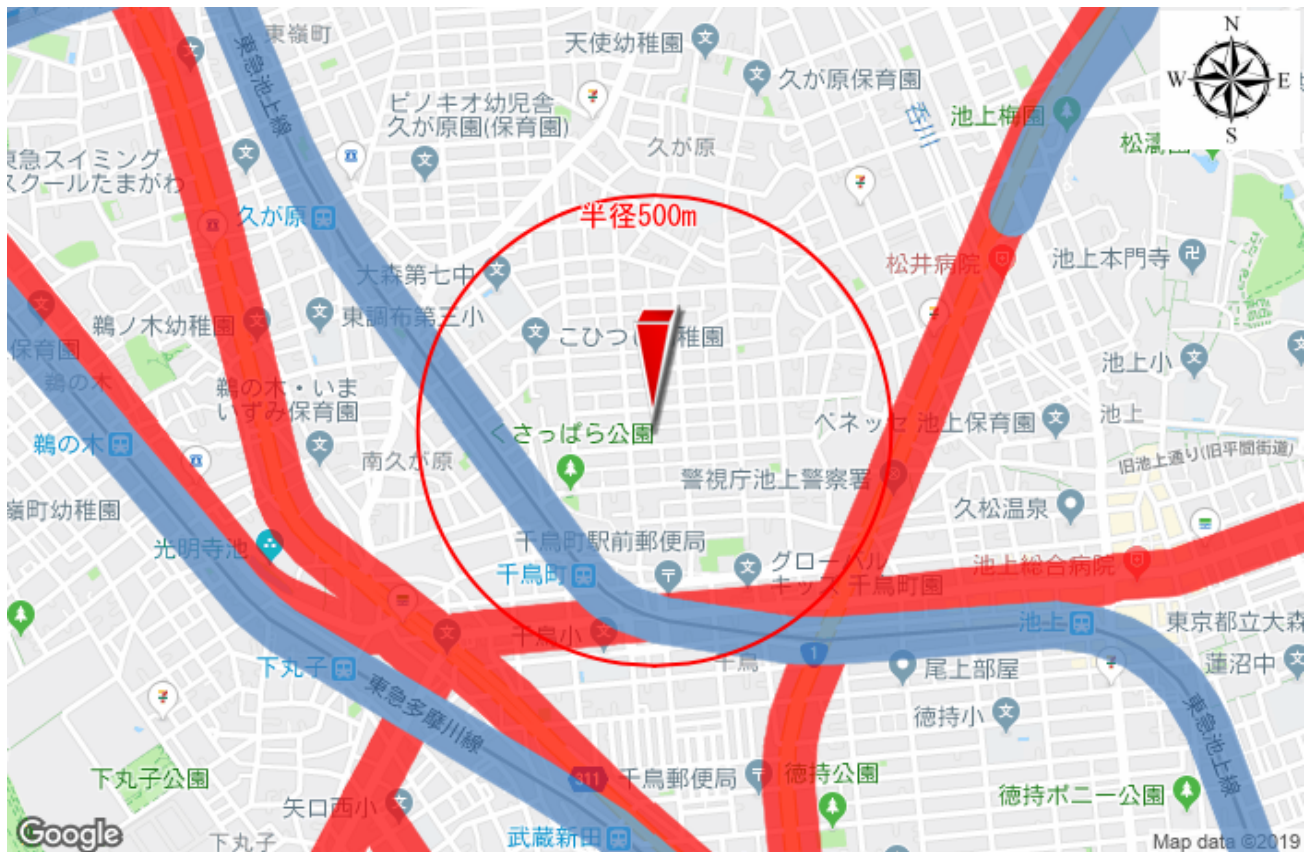 東嶺町
天使幼稚園
N
W
E
S
東急池上線
久が原保育園
ピノキオ幼児舎
久が原園(保育園)
呑川
池上梅園
久が原
東急スイミング
スクールたまがわ
久が原
半径500m
大森第七中
松井病院
池上本門寺
鵜ノ木幼稚園
東調布第三小
保育園
鵜の木
池上小
鵜の木・いま
いずみ保育園
ベネッセ 池上保育園
池上
鵜の木
くさっぱら公園
南久が原
旧池上通り(旧平間街道)
警視庁池上警察署
嶺町幼稚園
久松温泉
光明寺池
千鳥町駅前郵便局
千鳥町
グローバル
キッズ 千鳥町園
池上総合病院
千鳥小
池上
東京都立大森
下丸子
千鳥
1
尾上部屋
蓮沼中
東急多摩川線
徳持小
東急池上線
311
千鳥郵便局
徳持公園
下丸子公園
矢口西小
徳持ポニー公園
Google
下丸子
武蔵新田
Map data ©2019